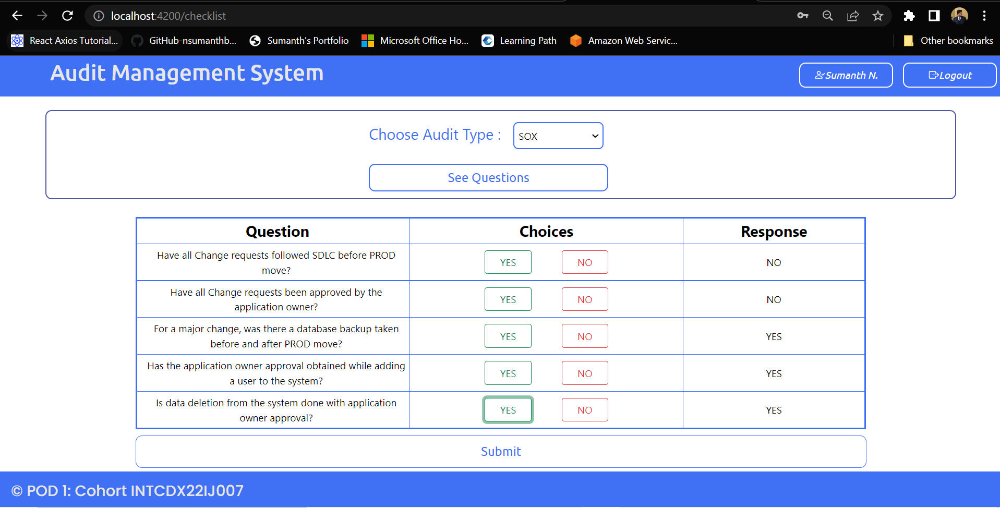 localhost:4200/checklist
React Axios Tutorial... GitHub-nsumanthb... Sumanth's Portfolio Microsoft Office Ho... Learning Path Amazon Web Servic... Other bookmarks
Audit Management System Sumanth N. Logout
Choose Audit Type : SOX
See Questions
Question Choices Response
Have all Change requests followed SDLC before PROD
move?
YES NO NO
Have all Change requests been approved by the
application owner?
YES NO NO
For a major change, was there a database backup taken
before and after PROD move?
YES NO YES
Has the application owner approval obtained while adding
a user to the system?
YES NO YES
Is data deletion from the system done with application
owner approval?
YES NO YES
Submit
© POD 1: Cohort INTCDX22IJ007